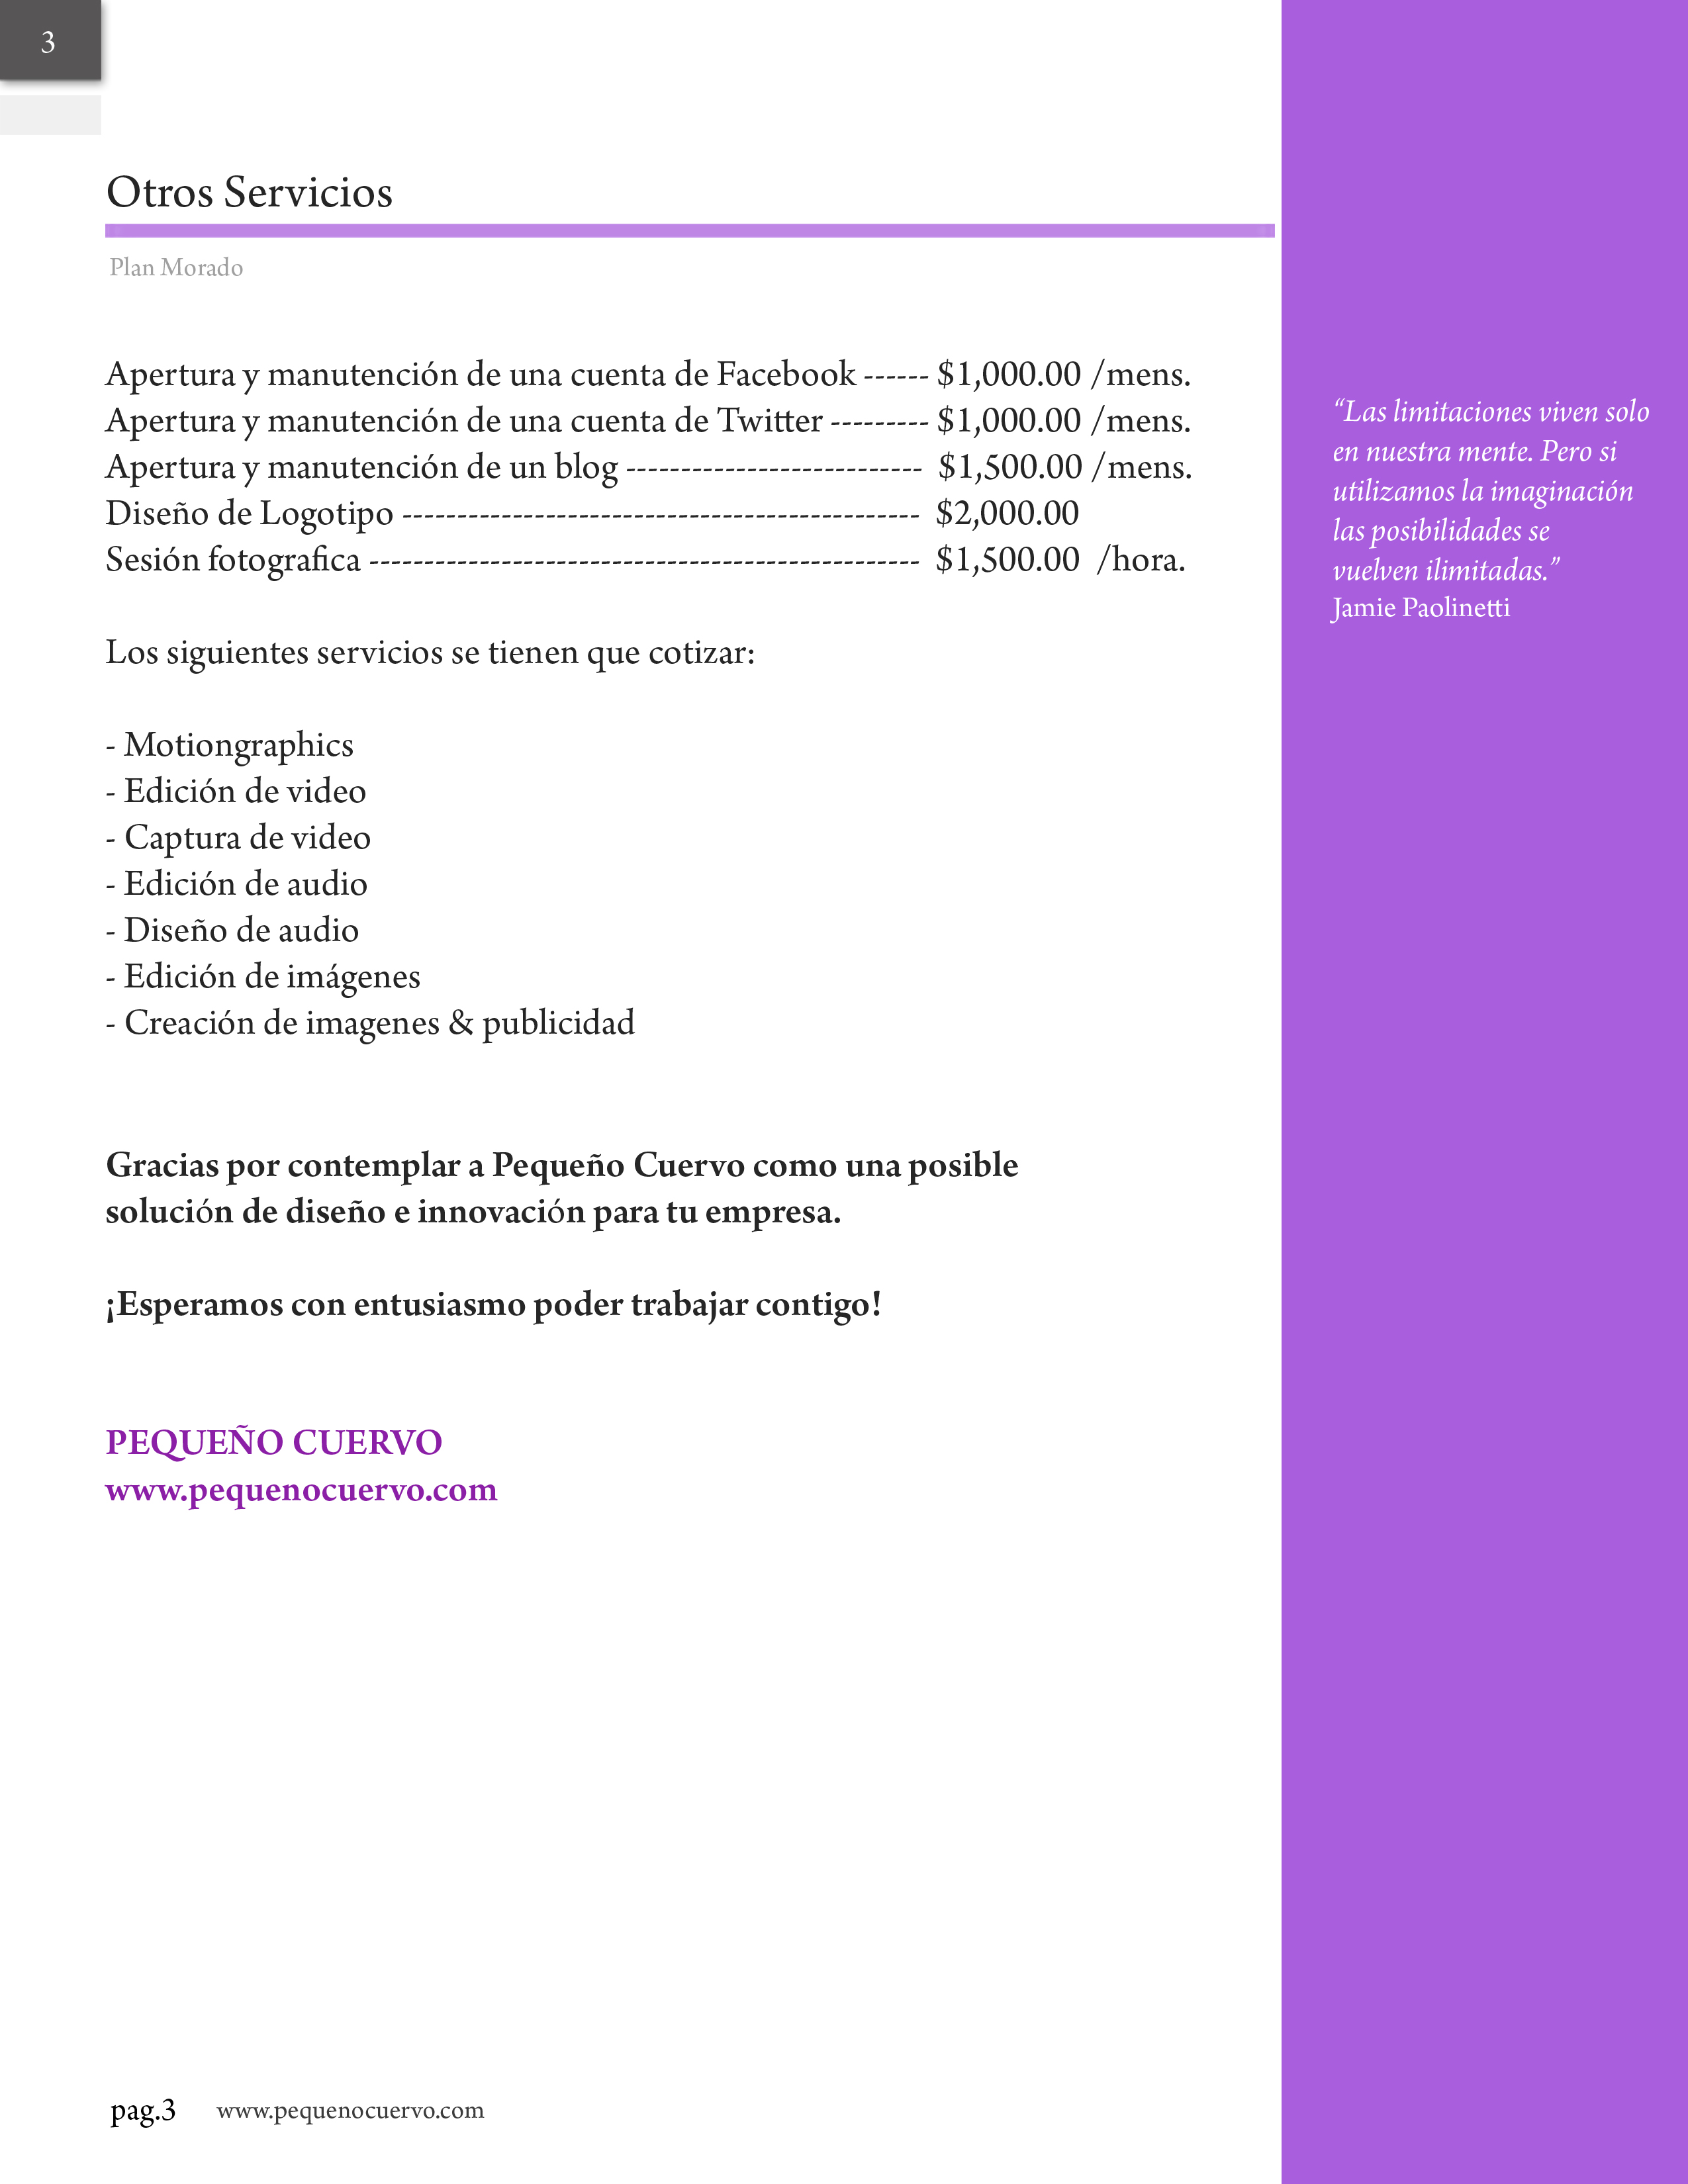 3
Otros Servicios
Plan Morado
Apertura y manutención de una cuenta de Facebook ------ $1,000.00 /mens.
Apertura y manutención de una cuenta de Twitter --------- $1,000.00 /mens.
Apertura y manutención de un blog --------------------------- $1,500.00 /mens.
Diseño de Logotipo ----------------------------------------------- $2,000.00
Sesión fotografica -------------------------------------------------- $1,500.00 /hora.
Los siguientes servicios se tienen que cotizar:
- Motiongraphics
- Edición de video
- Captura de video
- Edición de audio
- Diseño de audio
- Edición de imágenes
- Creación de imagenes & publicidad
Gracias por contemplar a Pequeño Cuervo como una posible
solución de diseño e innovación para tu empresa.
¡Esperamos con entusiasmo poder trabajar contigo!
PEQUEÑO CUERVO
www.pequenocuervo.com
“Las limitaciones viven solo
en nuestra mente. Pero si
utilizamos la imaginación
las posibilidades se
vuelven ilimitadas.”
Jamie Paolinetti
pag.3 www.pequenocuervo.com